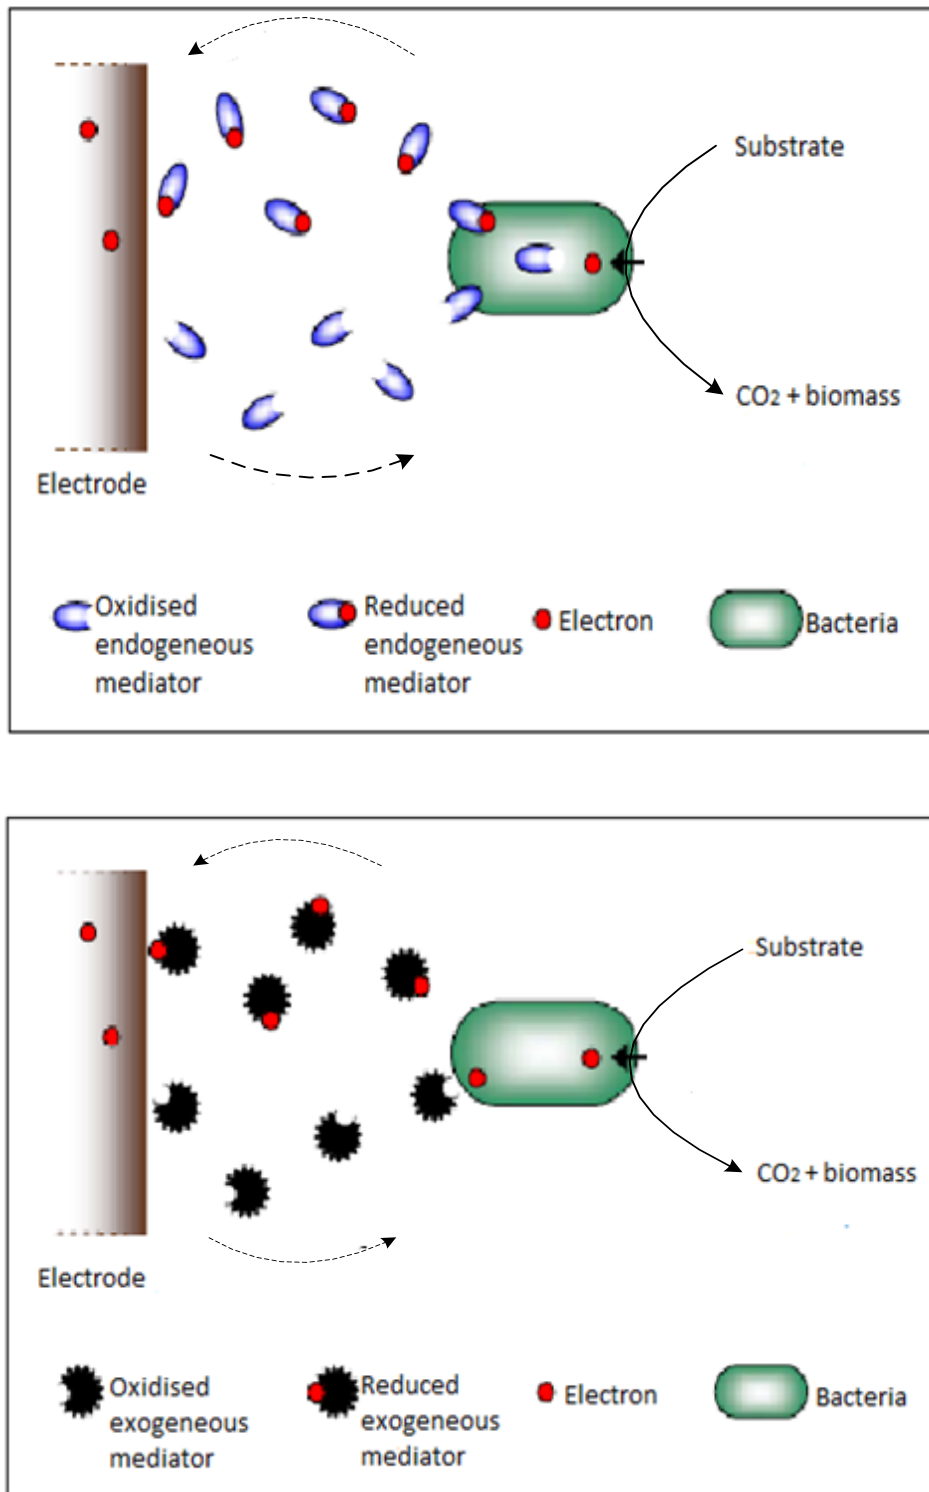 Substrate
CO2 + biomass
Electrode
Oxidised
endogeneous
mediator
Reduced
endogeneous
mediator
Electron
Bacteria
Substrate
CO2 + biomass
Electrode
Oxidised
exogeneous
mediator
Reduced
exogeneous
mediator
Electron
Bacteria